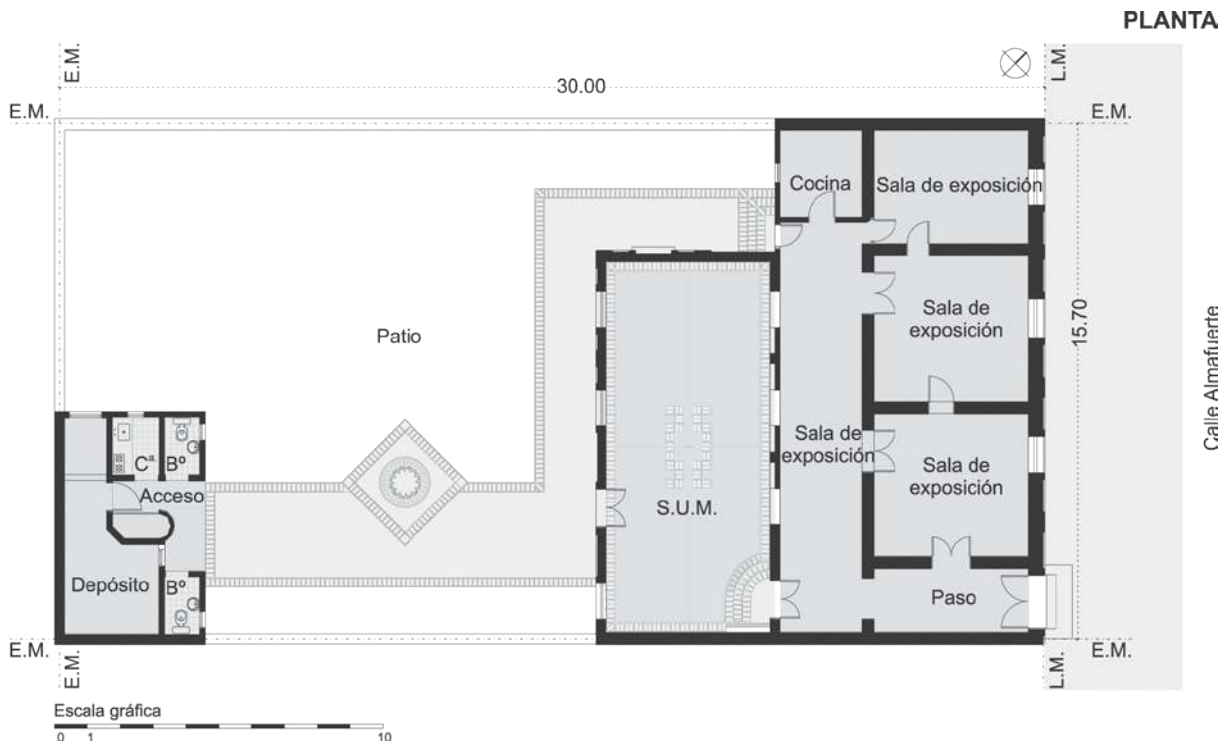 PLANTA
E.M.
L.M.
30.00
E.M.
E.M.
Cocina
Sala de exposición
Sala de
exposición
15.70
Calle Almafuerte
Patio
Sala de
exposición
Sala de
exposición
Cª.
Bº
Acceso
S.U.M.
Depósito
Bº
Paso
E.M.
E.M.
E.M.
L.M.
Escala gráfica
0 1 10